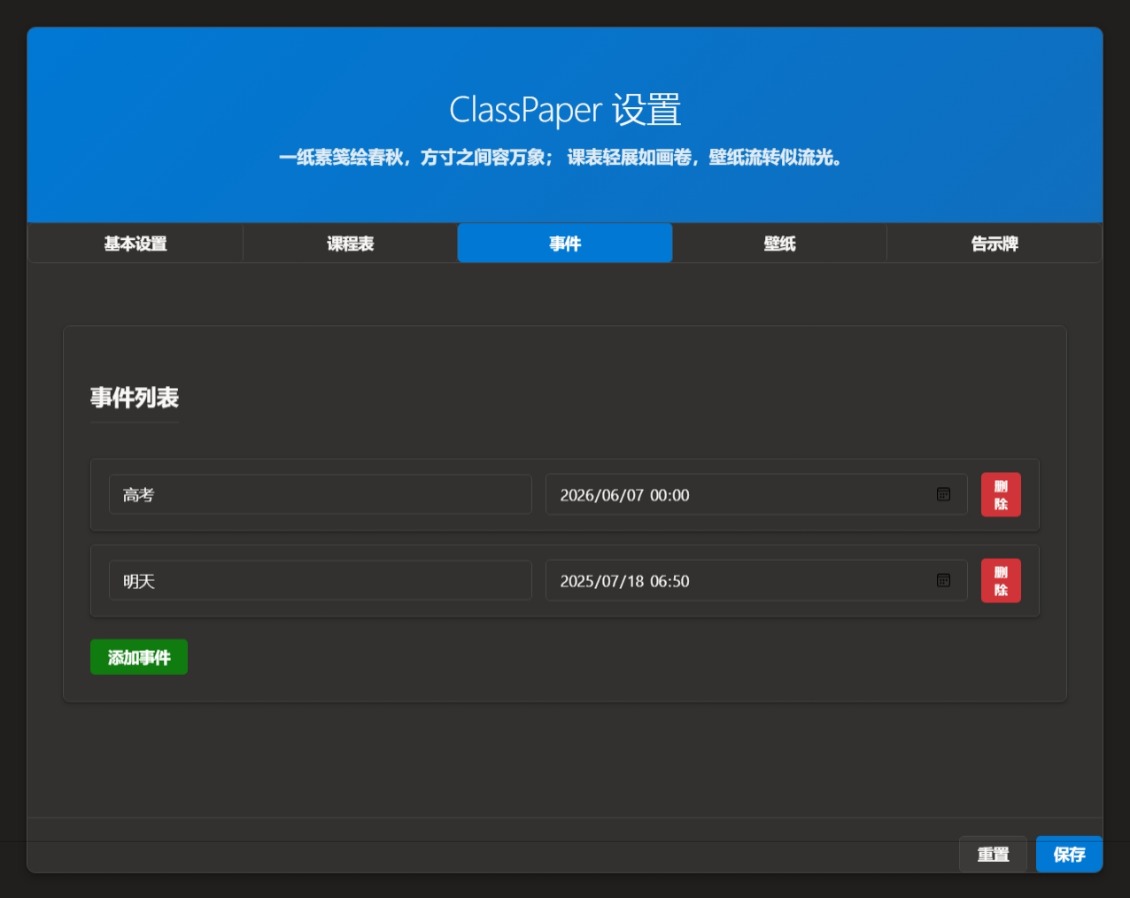 ClassPaper 设置
一纸素笺绘春秋，方寸之间容万象； 课表轻展如画卷，壁纸流转似流光。
基本设置 课程表 事件 壁纸 告示牌
事件列表
高考 2026/06/07 00:00 删除
明天 2025/07/18 06:50 删除
添加事件
重置 保存